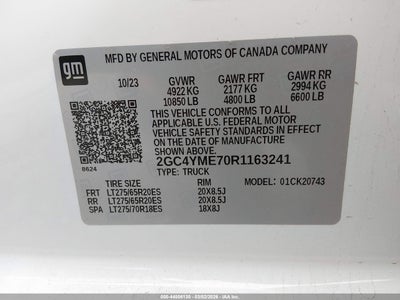 gm
MFD BY GENERAL MOTORS OF CANADA COMPANY
10/23 GVWR GAWR FRT GAWR RR
4922 KG 2177 KG 2994 KG
10850 LB 4800 LB 6600 LB
THIS VEHICLE CONFORMS TO ALL
APPLICABLE U.S. FEDERAL MOTOR
VEHICLE SAFETY STANDARDS IN EFFECT
ON THE DATE OF MANUFACTURE SHOWN ABOVE.
2GC4YME70R1163241
8624 TYPE: TRUCK
TIRE SIZE RIM 01CK20743
FRT LT275/65R20ES 20X8.5J
RR LT275/65R20ES 20X8.5J
SPA LT275/70R18ES 18X8J